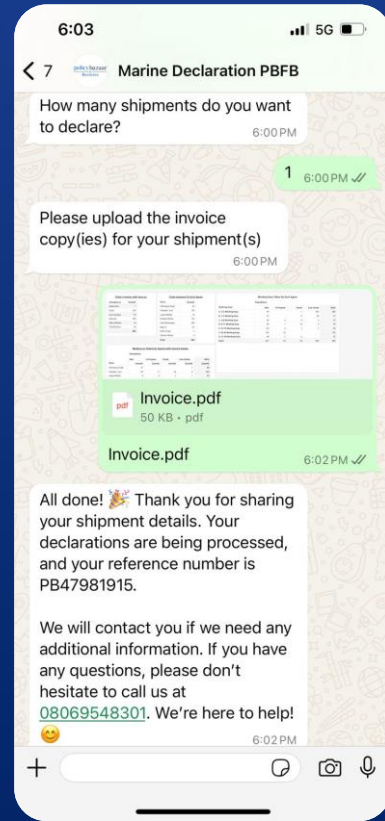 6:03
5G
7
policybazaar
Business
Marine Declaration PBFB
How many shipments do you want
to declare?
6:00 PM
1
6:00 PM
Please upload the invoice
copy(ies) for your shipment(s)
6:00 PM
pdf
Invoice.pdf
50 KB • pdf
Invoice.pdf
6:02 PM
All done! 🎉 Thank you for sharing
your shipment details. Your
declarations are being processed,
and your reference number is
PB47981915.
We will contact you if we need any
additional information. If you have
any questions, please don't
hesitate to call us at
08069548301. We're here to help!
😊
6:02 PM